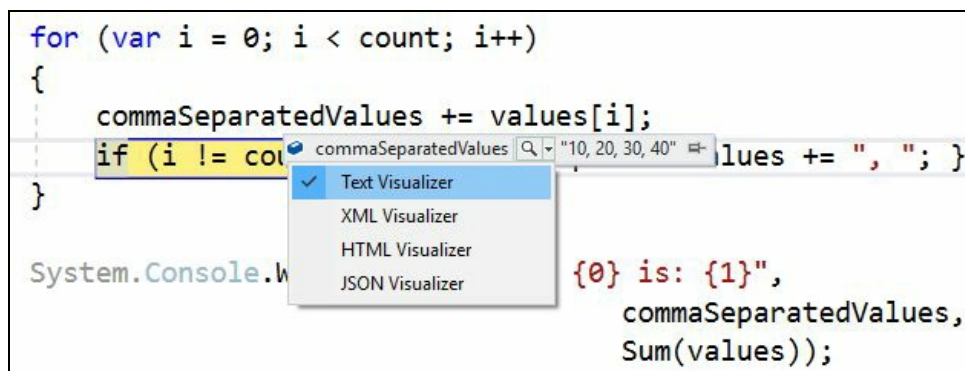 for (var i = 0; i < count; i++)
{
commaSeparatedValues += values[i];
if (i != cou commaSeparatedValues "10, 20, 30, 40" lues += ", "; }
Text Visualizer
}
XML Visualizer
HTML Visualizer
System.Console.W {0} is: {1}",
JSON Visualizer
commaSeparatedValues,
Sum(values));